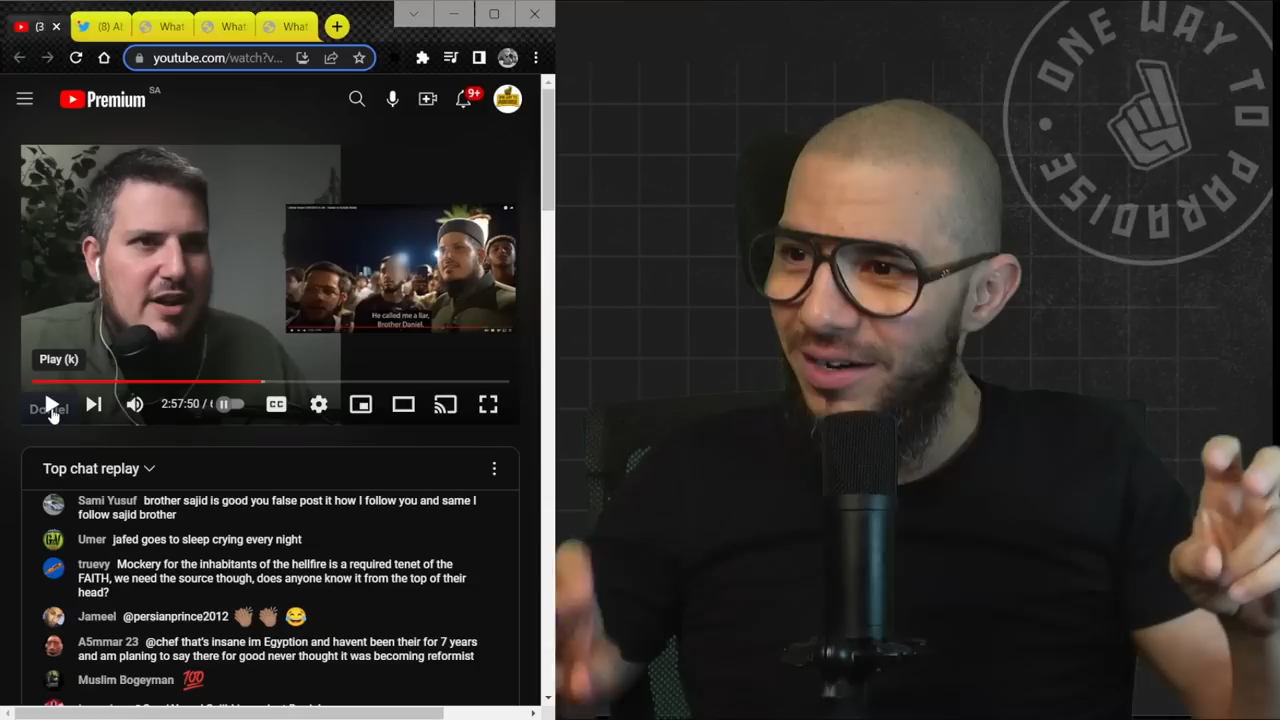 (3
(8) Al
What
What
What
youtube.com/watch?v...
Premium
SA
9+
He called me a liar,
Brother Daniel.
Play (k)
2:57:50 /
CC
Top chat replay
Sami Yusuf brother sajid is good you false post it how I follow you and same I
follow sajid brother
Umer jafed goes to sleep crying every night
truevy Mockery for the inhabitants of the hellfire is a required tenet of the
FAITH, we need the source though, does anyone know it from the top of their
head?
Jameel @persianprince2012 👏🏽 👏🏽 😂
A5mmar 23 @chef that's insane im Egyption and havent been their for 7 years
and am planing to say there for good never thought it was becoming reformist
Muslim Bogeyman 💯
ONE WAY TO PARADISE